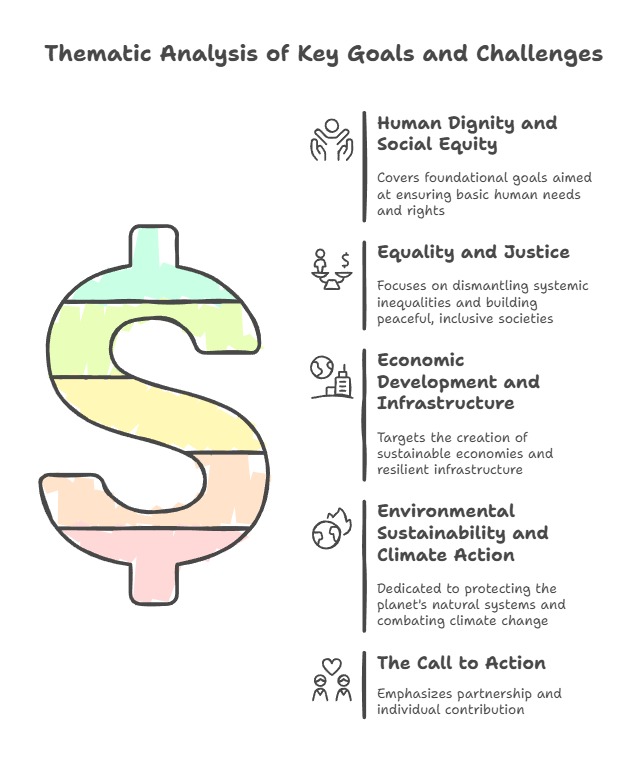 Thematic Analysis of Key Goals and Challenges
Human Dignity and
Social Equity
Covers foundational goals aimed
at ensuring basic human needs
and rights
Equality and Justice
Focuses on dismantling systemic
inequalities and building
peaceful, inclusive societies
Economic
Development and
Infrastructure
Targets the creation of
sustainable economies and
resilient infrastructure
Environmental
Sustainability and
Climate Action
Dedicated to protecting the
planet's natural systems and
combating climate change
The Call to Action
Emphasizes partnership and
individual contribution